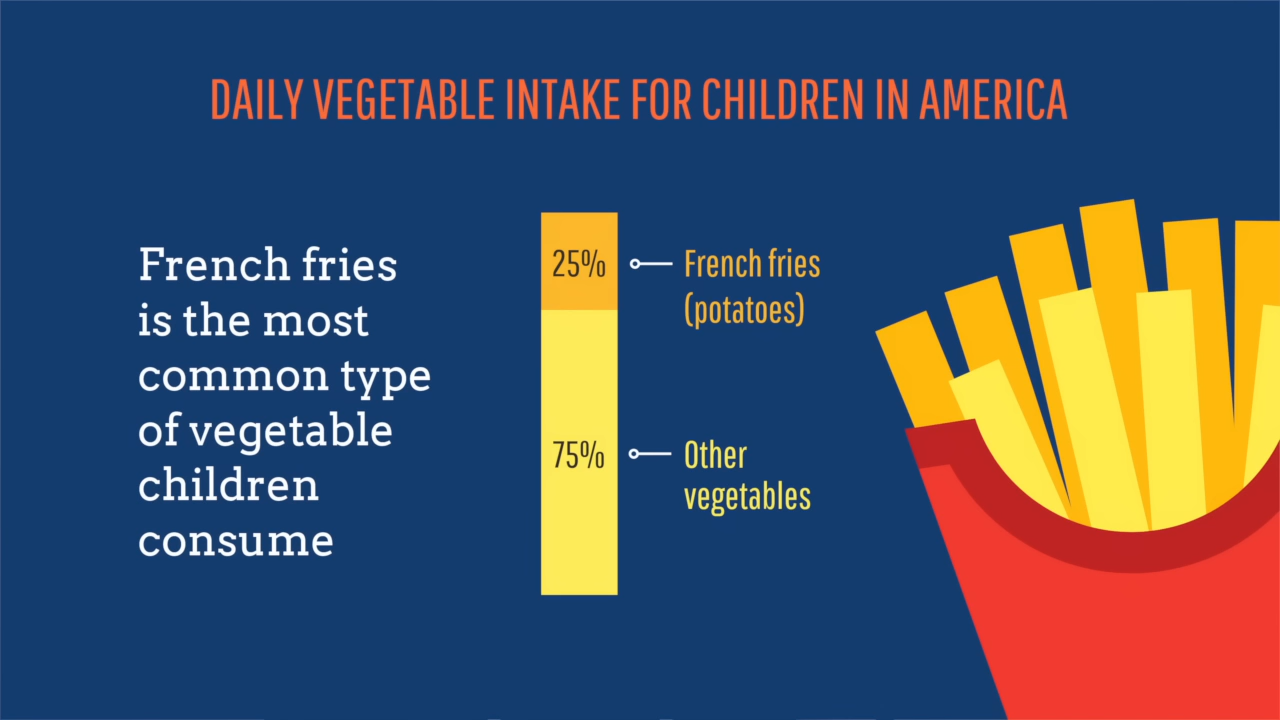 DAILY VEGETABLE INTAKE FOR CHILDREN IN AMERICA
French fries
is the most
common type
of vegetable
children
consume
25%
French fries
(potatoes)
75%
Other
vegetables